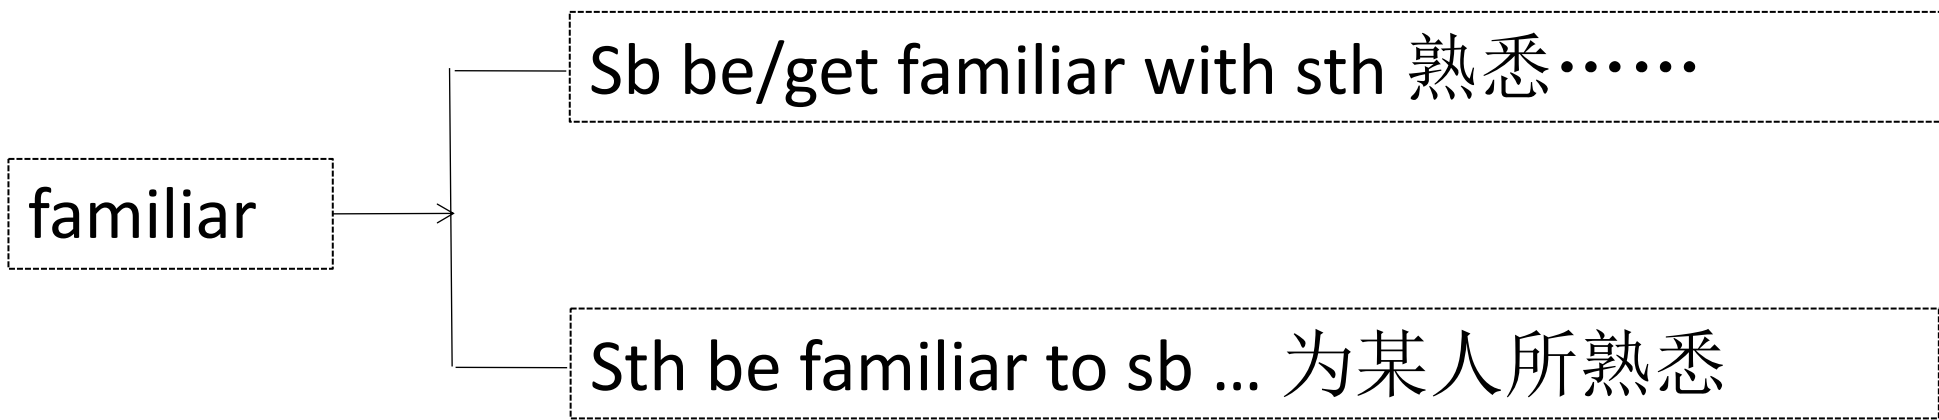 Sb be/get familiar with sth 熟悉······
familiar
Sth be familiar to sb ... 为某人所熟悉